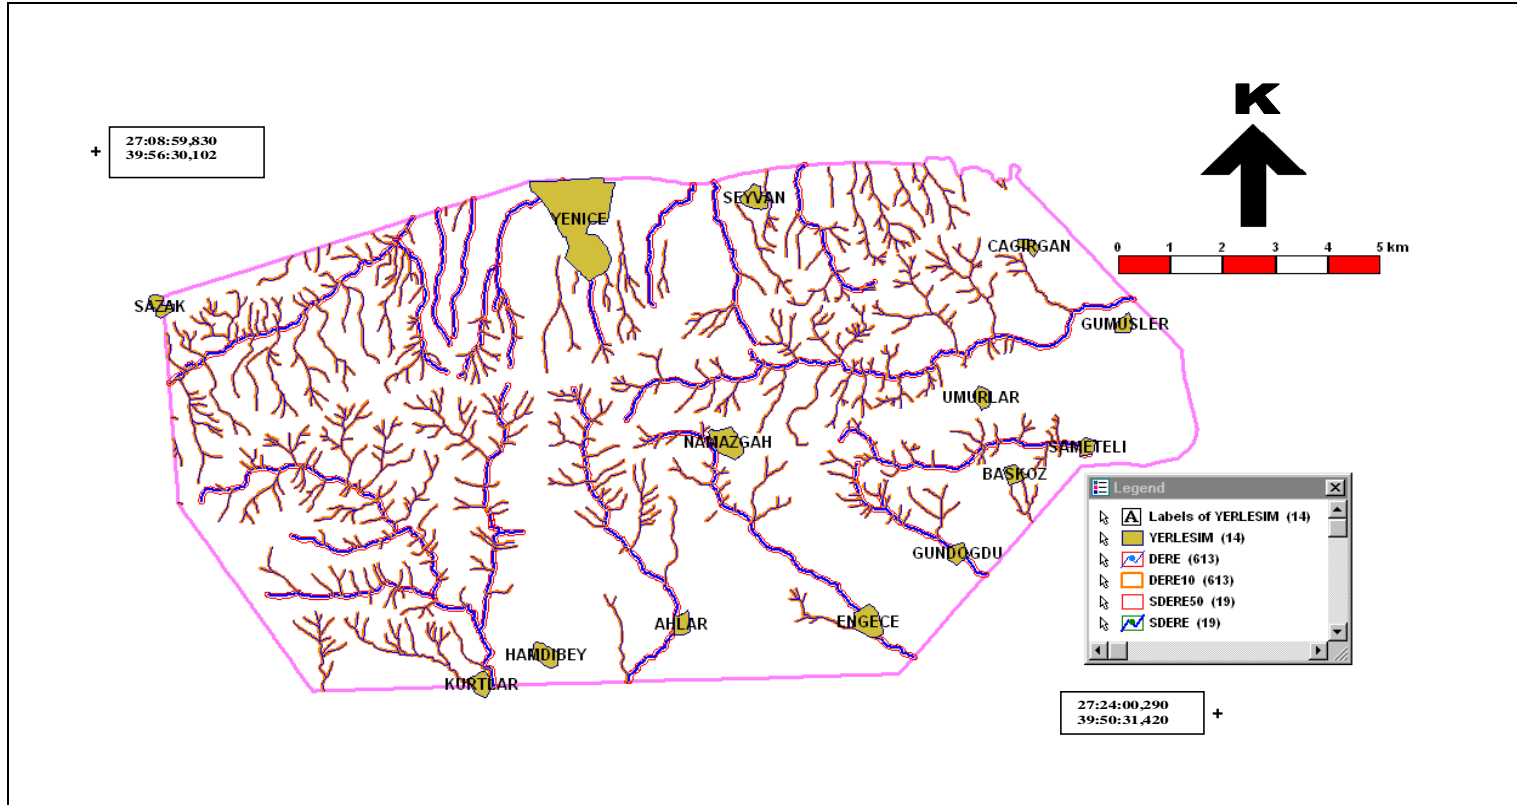 K
27:08:59,830
39:56:30,102
SEYVAN
YENICE
CAGIRGAN
0 1 2 3 4 5 km
SAZAK
GUMUSLER
UMURLAR
NAMAZGAH
SAMETELI
BASKOZ
Legend
A Labels of YERLESIM (14)
YERLESIM (14)
DERE (613)
DERE10 (613)
SDERE50 (19)
SDERE (19)
GUNDOGDU
AHLAR
ENGECE
HAMDIBEY
KURTLAR
27:24:00,290
39:50:31,420